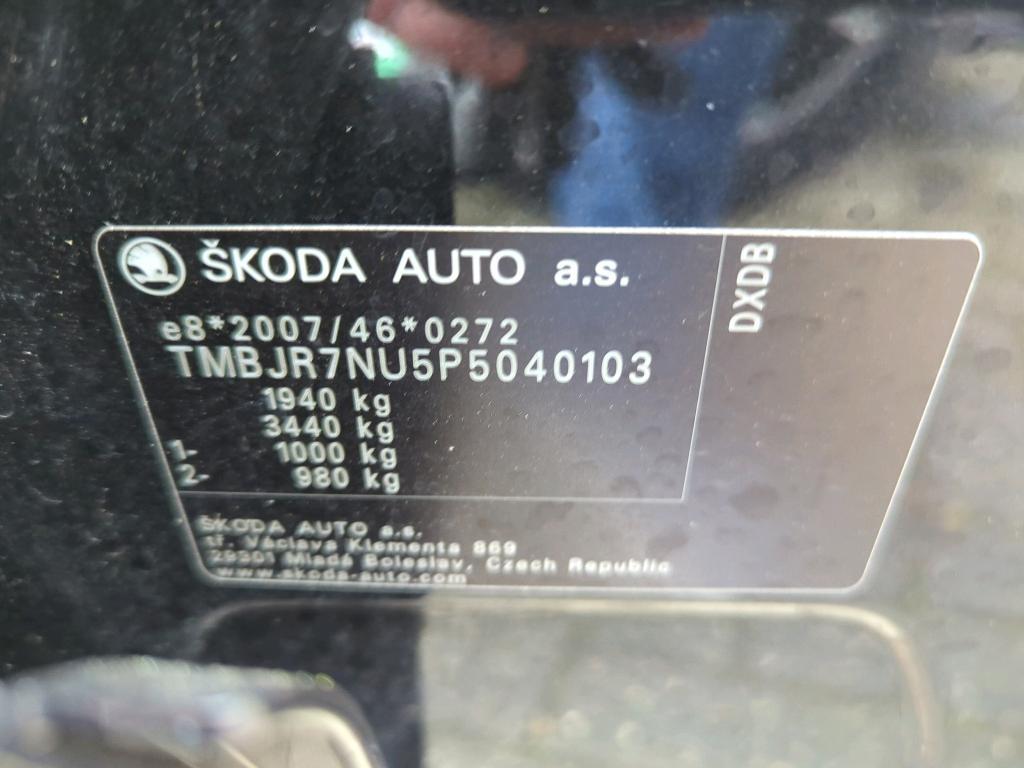 ŠKODA AUTO a.s.
DXDB
e8*2007/46*0272
TMBJR7NU5P5040103
1940 kg
3440 kg
1- 1000 kg
2- 980 kg
ŠKODA AUTO a.s.
tř. Václava Klementa 869
29301 Mladá Boleslav, Czech Republic
www.skoda-auto.com